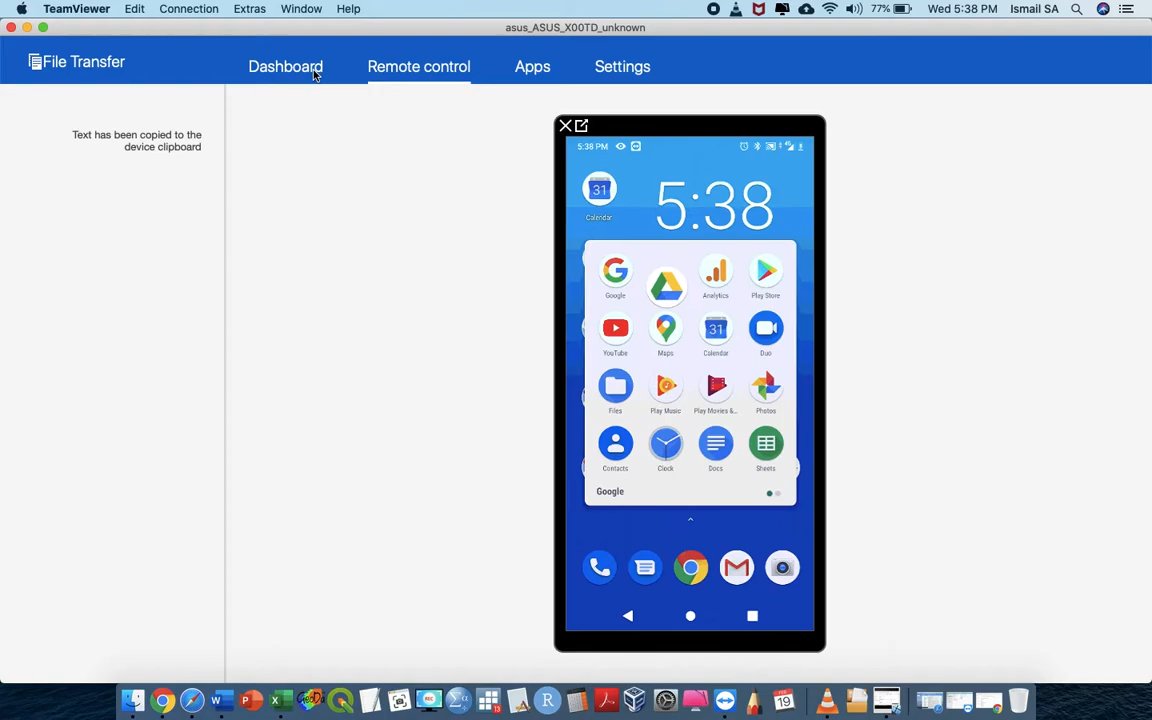 TeamViewer Edit Connection Extras Window Help 77% Wed 5:38 PM Ismail SA
asus_ASUS_X00TD_unknown
File Transfer Dashboard Remote control Apps Settings
Text has been copied to the
device clipboard
5:38 PM
31
5:38
Calendar
Google Analytics Play Store
31
YouTube Maps Calendar Duo
Files Play Music Play Movies &.. Photos
Contacts Clock Docs Sheets
Google